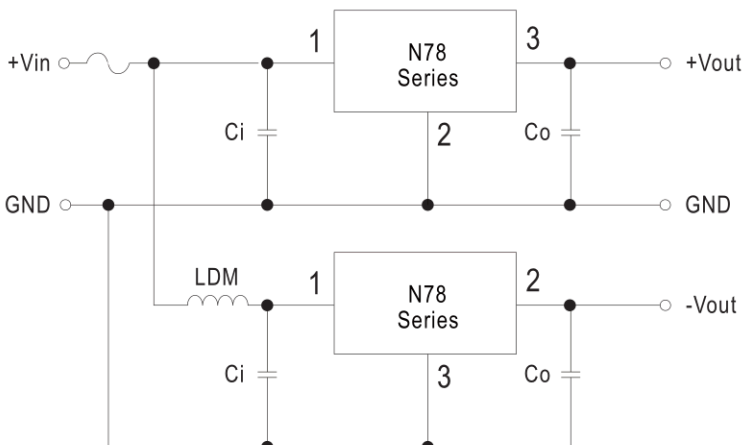 +Vin
1
N78
Series
3
+Vout
Ci
2
Co
GND
GND
LDM
1
N78
Series
2
-Vout
Ci
3
Co